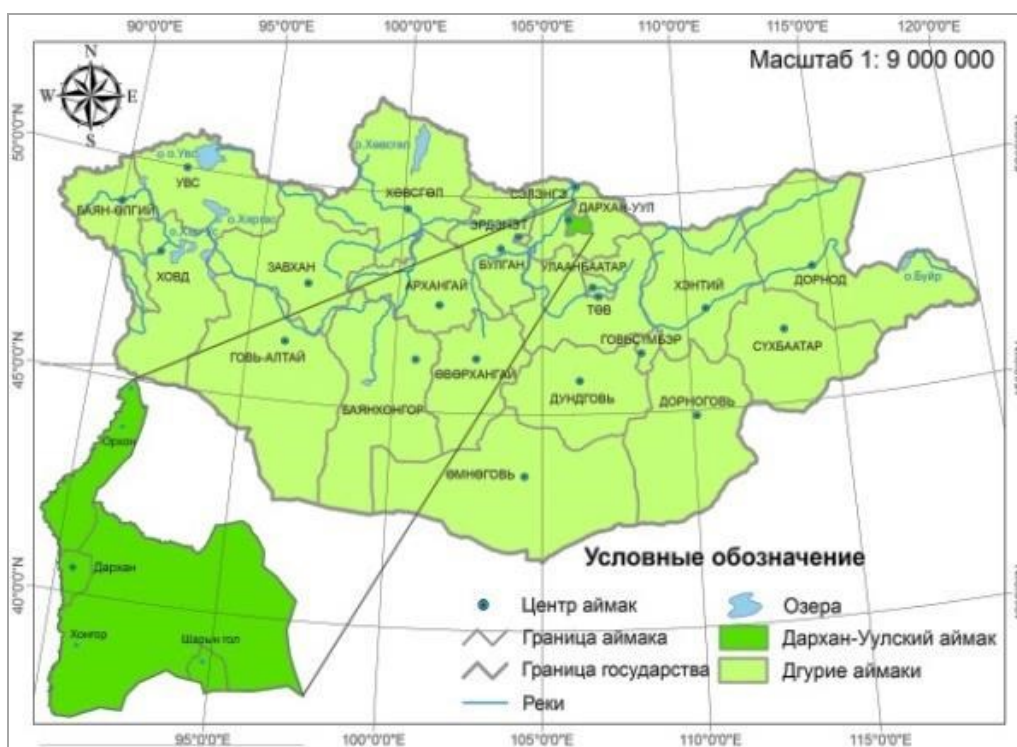 90°0'0"E 95°0'0"E 100°0'0"E 105°0'0"E 110°0'0"E 115°0'0"E 120°0'0"E
Масштаб 1: 9 000 000
N
W E
S
50°0'0"N
о.Хөвсгөл
о.Увс
УВС
ХӨВСГӨЛ
СЭЛЭНГЭ
ДАРХАН-УУЛ
БАЯН-ӨЛГИЙ
о.Харгас
ЭРДЭНЭТ
БУЛГАН
УЛААНБААТАР
ХОВД
ЗАВХАН
АРХАНГАЙ
ТӨВ
ХЭНТИЙ
ДОРНОД
о.Буйр
ГОВЬСҮМБЭР
СҮХБААТАР
45°0'0"N
ГОВЬ-АЛТАЙ
ӨВӨРХАНГАЙ
БАЯНХОНГОР
ДУНДГОВЬ
ДОРНОГОВЬ
ӨМНӨГОВЬ
Орхон
40°0'0"N
Дархан
Хонгор
Шарын гол
Условные обозначение
Центр аймак
Граница аймака
Граница государства
Реки
Озера
Дархан-Уулский аймак
Дгурие аймаки
95°0'0"E 100°0'0"E 105°0'0"E 110°0'0"E 115°0'0"E